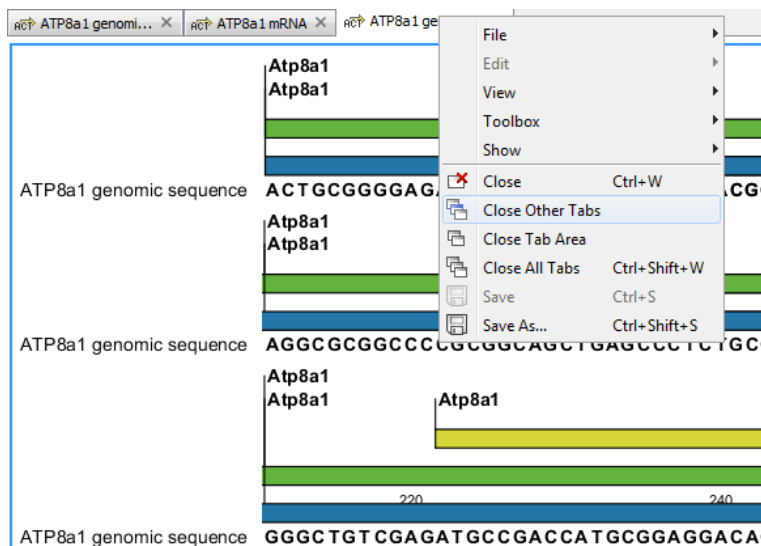 ATP8a1 genomi... ATP8a1 mRNA ATP8a1 ge
File
Edit
View
Toolbox
Show
Close Ctrl+W
Close Other Tabs
Close Tab Area
Close All Tabs Ctrl+Shift+W
Save Ctrl+S
Save As... Ctrl+Shift+S
Atp8a1
Atp8a1
ATP8a1 genomic sequence ACTGCGGGGAG
Atp8a1
Atp8a1
ATP8a1 genomic sequence AGGCGCGGCCCCGCGGCAGCTGAGCCCTCTGC
Atp8a1
Atp8a1 Atp8a1
220 240
ATP8a1 genomic sequence GGGCTGTCGAGATGCCGACCATGCGGAGGACA